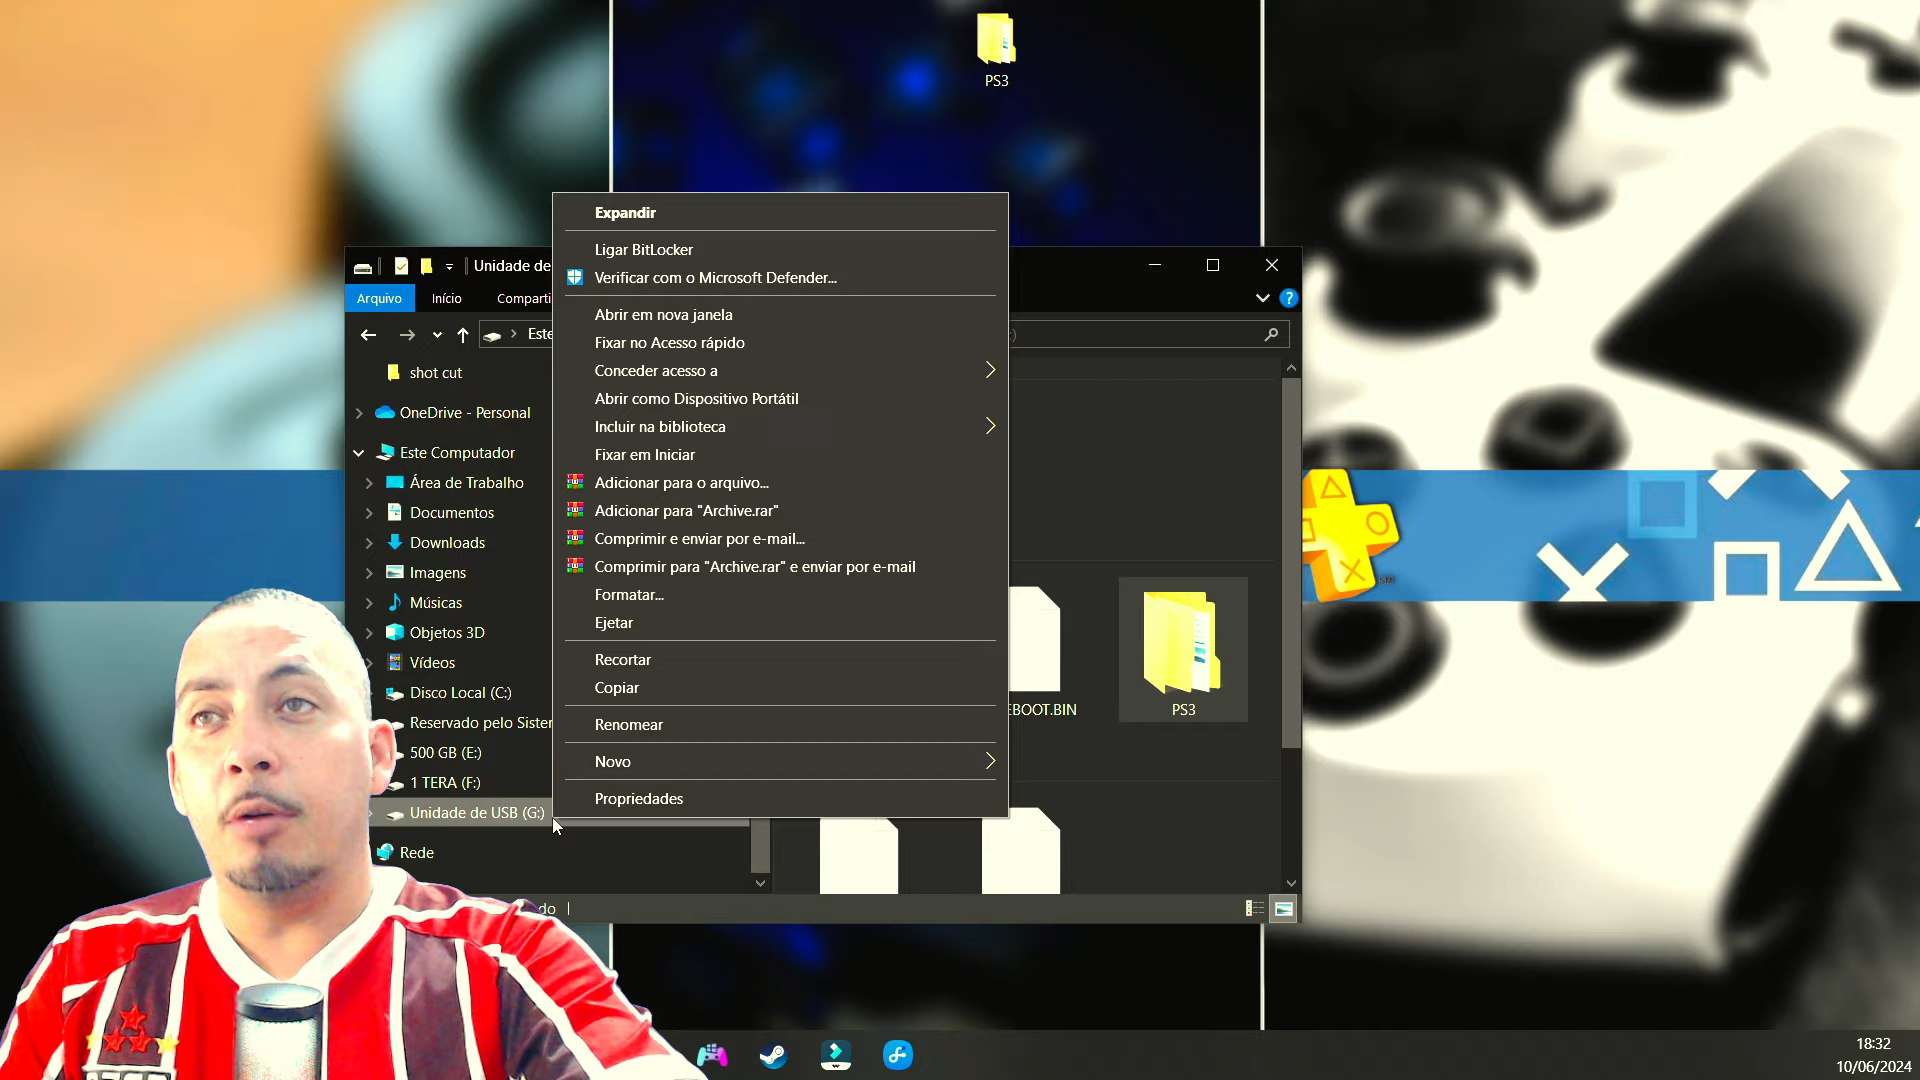 PS3
Unidade de
Arquivo
Início
Comparti
Este
:)
shot cut
OneDrive - Personal
Este Computador
Área de Trabalho
Documentos
Downloads
Imagens
Músicas
Objetos 3D
Vídeos
Disco Local (C:)
Reservado pelo Sister
500 GB (E:)
1 TERA (F:)
Unidade de USB (G:)
Rede
do
Expandir
Ligar BitLocker
Verificar com o Microsoft Defender...
Abrir em nova janela
Fixar no Acesso rápido
Conceder acesso a
Abrir como Dispositivo Portátil
Incluir na biblioteca
Fixar em Iniciar
Adicionar para o arquivo...
Adicionar para "Archive.rar"
Comprimir e enviar por e-mail...
Comprimir para "Archive.rar" e enviar por e-mail
Formatar...
Ejetar
Recortar
Copiar
Renomear
Novo
Propriedades
EBOOT.BIN
PS3
?
18:32
10/06/2024